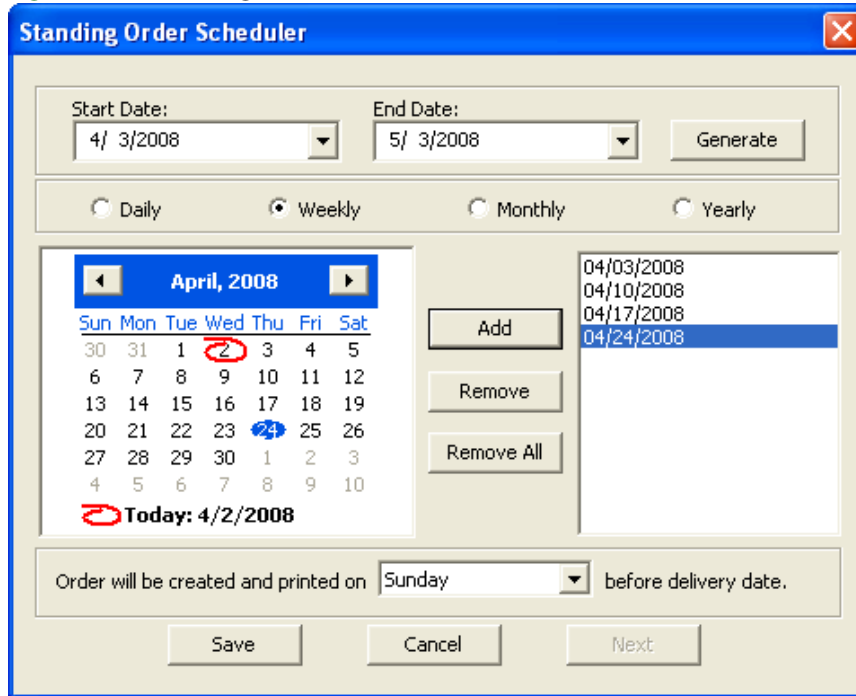 Standing Order Scheduler
Start Date: End Date:
4/ 3/2008 5/ 3/2008 Generate
Daily Weekly Monthly Yearly
April, 2008
Sun Mon Tue Wed Thu Fri Sat
30 31 1 2 3 4 5
6 7 8 9 10 11 12
13 14 15 16 17 18 19
20 21 22 23 24 25 26
27 28 29 30 1 2 3
4 5 6 7 8 9 10
Today: 4/2/2008
Add
Remove
Remove All
04/03/2008
04/10/2008
04/17/2008
04/24/2008
Order will be created and printed on Sunday before delivery date.
Save Cancel Next